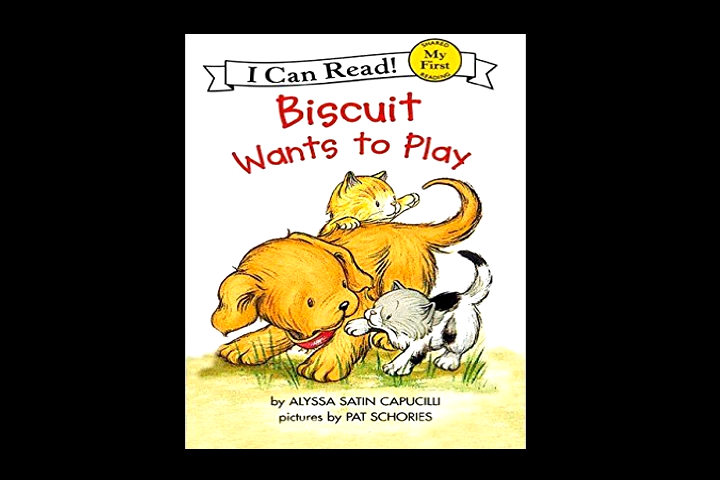 I Can Read!
SHARED
My
First
READING
Biscuit
Wants to Play
by ALYSSA SATIN CAPUCILLI
pictures by PAT SCHORIES